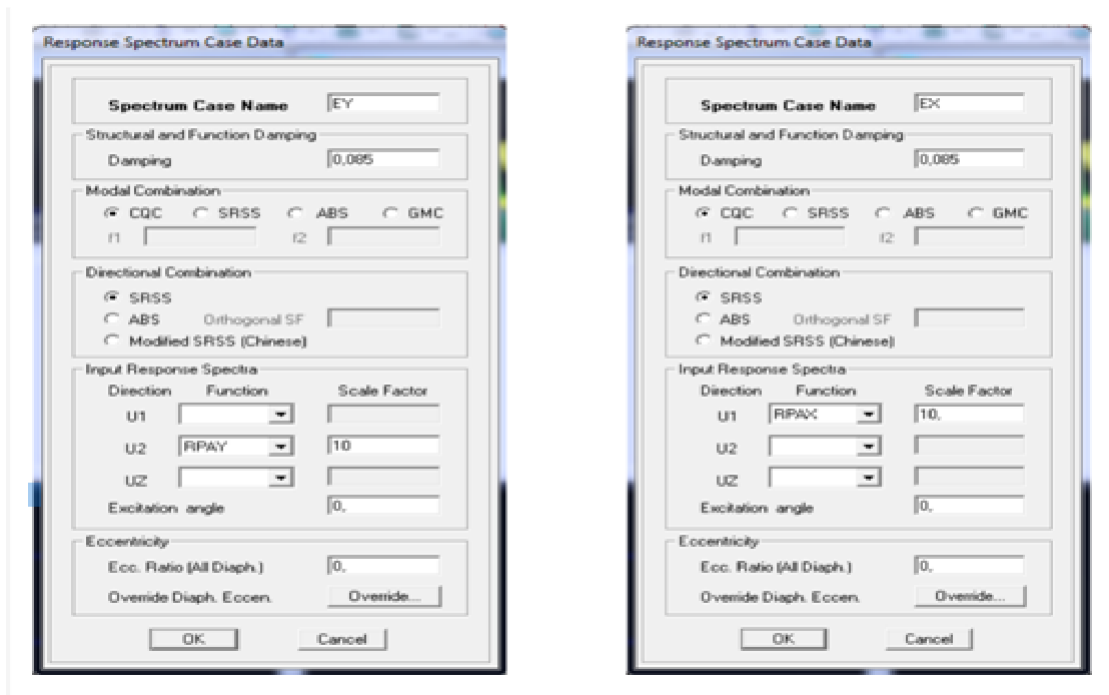 Response Spectrum Case Data
Spectrum Case Name EY
Structural and Function Damping
Damping 0,085
Modal Combination
CQC SRSS ABS GMC
f1 f2
Directional Combination
SRSS
ABS Orthogonal SF
Modified SRSS (Chinese)
Input Response Spectra
Direction Function Scale Factor
U1
U2 RPAY 10
UZ
Excitation angle 0,
Eccentricity
Ecc. Ratio (All Diaph.) 0,
Override Diaph. Eccen. Override...
OK Cancel
Response Spectrum Case Data
Spectrum Case Name EX
Structural and Function Damping
Damping 0,085
Modal Combination
CQC SRSS ABS GMC
f1 f2
Directional Combination
SRSS
ABS Orthogonal SF
Modified SRSS (Chinese)
Input Response Spectra
Direction Function Scale Factor
U1 RPAX 10,
U2
UZ
Excitation angle 0,
Eccentricity
Ecc. Ratio (All Diaph.) 0,
Override Diaph. Eccen. Override...
OK Cancel